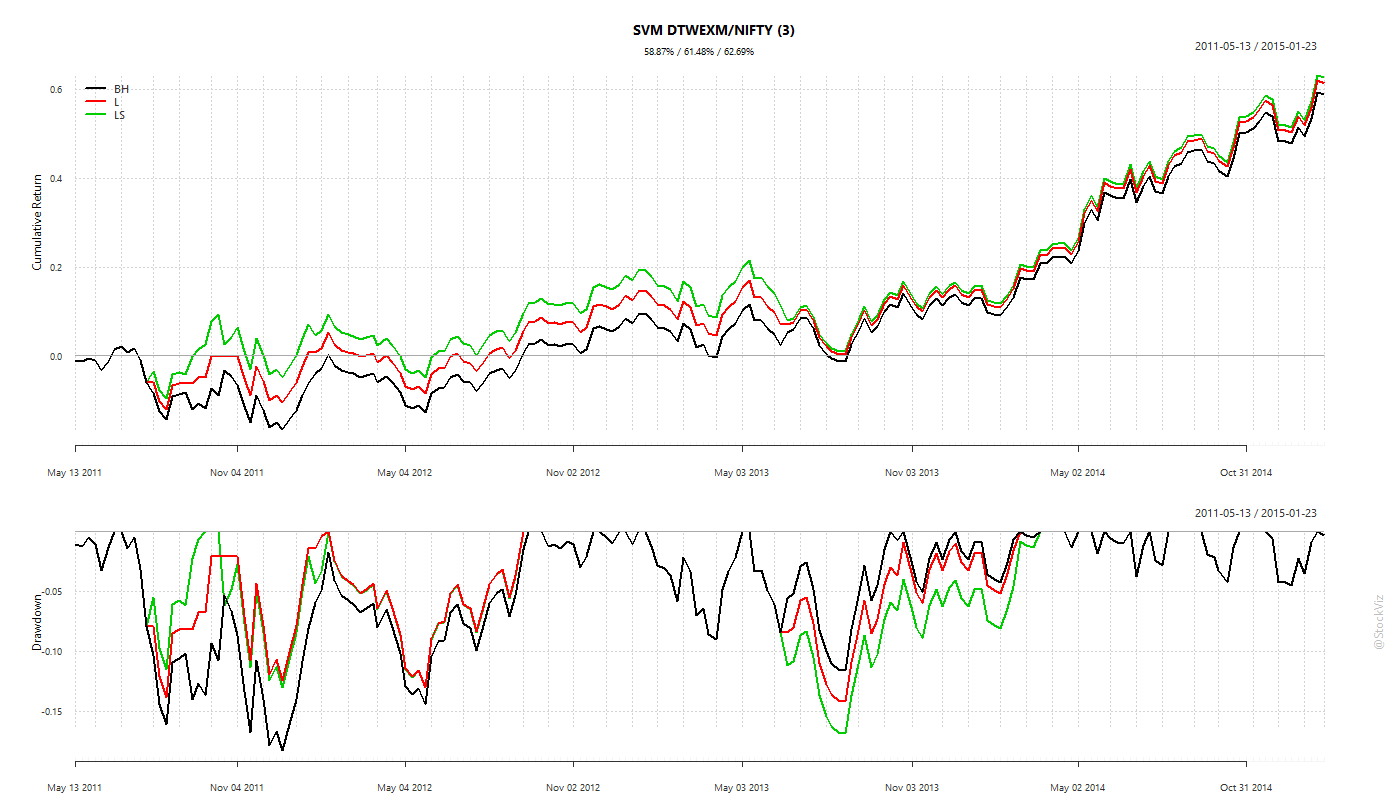 SVM DTWEXM/NIFTY (3)
58.87% / 61.48% / 62.69%
2011-05-13 / 2015-01-23
BH
L
LS
Cumulative Return
0.6
0.4
0.2
0.0
May 13 2011 Nov 04 2011 May 04 2012 Nov 02 2012 May 03 2013 Nov 03 2013 May 02 2014 Oct 31 2014
2011-05-13 / 2015-01-23
Drawdown
-0.05
-0.10
-0.15
May 13 2011 Nov 04 2011 May 04 2012 Nov 02 2012 May 03 2013 Nov 03 2013 May 02 2014 Oct 31 2014
@StockViz